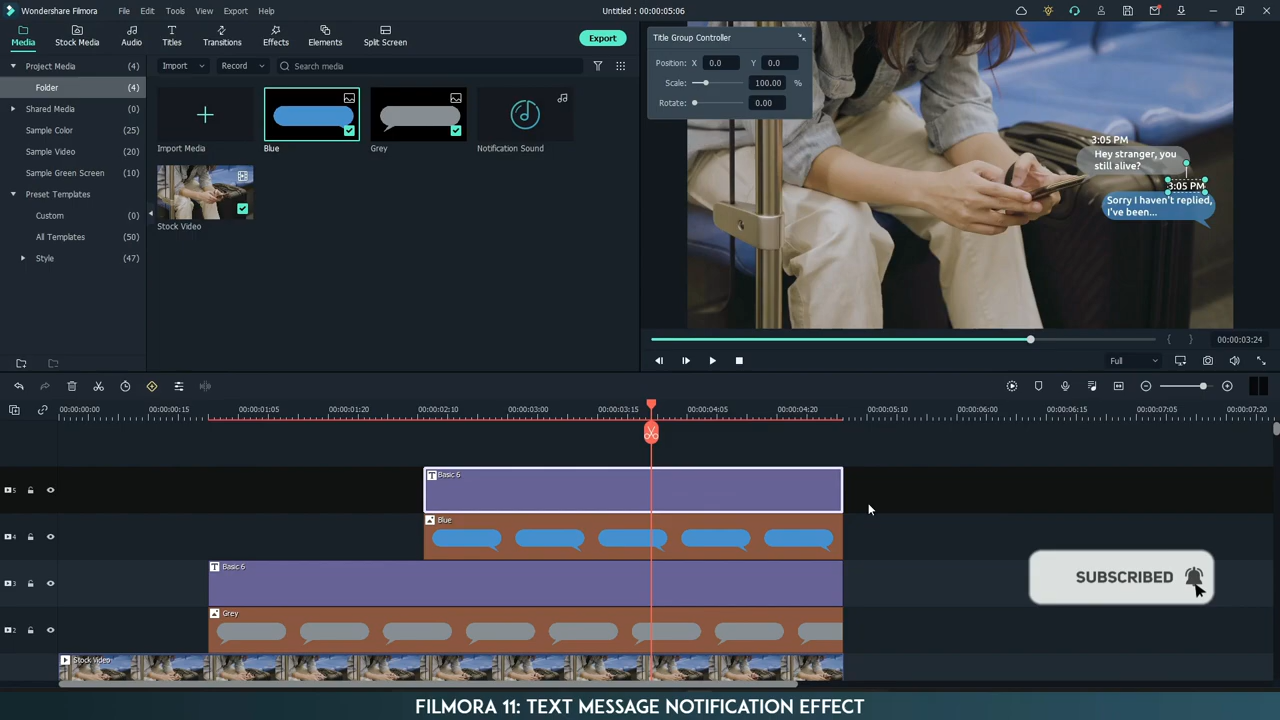 Wondershare Filmora
File Edit Tools View Export Help
Untitled : 00:00:05:06
Media
Stock Media
Audio
Titles
Transitions
Effects
Elements
Split Screen
Export
Project Media (4)
Folder (4)
Shared Media (0)
Sample Color (25)
Sample Video (20)
Sample Green Screen (10)
Preset Templates (50)
Custom (0)
All Templates (50)
Style (47)
Import
Record
Search media
Import Media
Blue
Grey
Notification Sound
Stock Video
Title Group Controller
Position: X 0.0 Y 0.0
Scale: 100.00 %
Rotate: 0.00
3:05 PM
Hey stranger, you
still alive?
3:05 PM
Sorry I haven't replied,
I've been...
00:00:03:24
Full
00:00:00:00 00:00:00:15 00:00:01:05 00:00:01:20 00:00:02:10 00:00:03:00 00:00:03:15 00:00:04:05 00:00:04:20 00:00:05:10 00:00:06:00 00:00:06:15 00:00:07:05 00:00:07:20
5
Basic 6
4
Blue
3
Basic 6
2
Grey
Stock Video
SUBSCRIBED
FILMORA 11: TEXT MESSAGE NOTIFICATION EFFECT